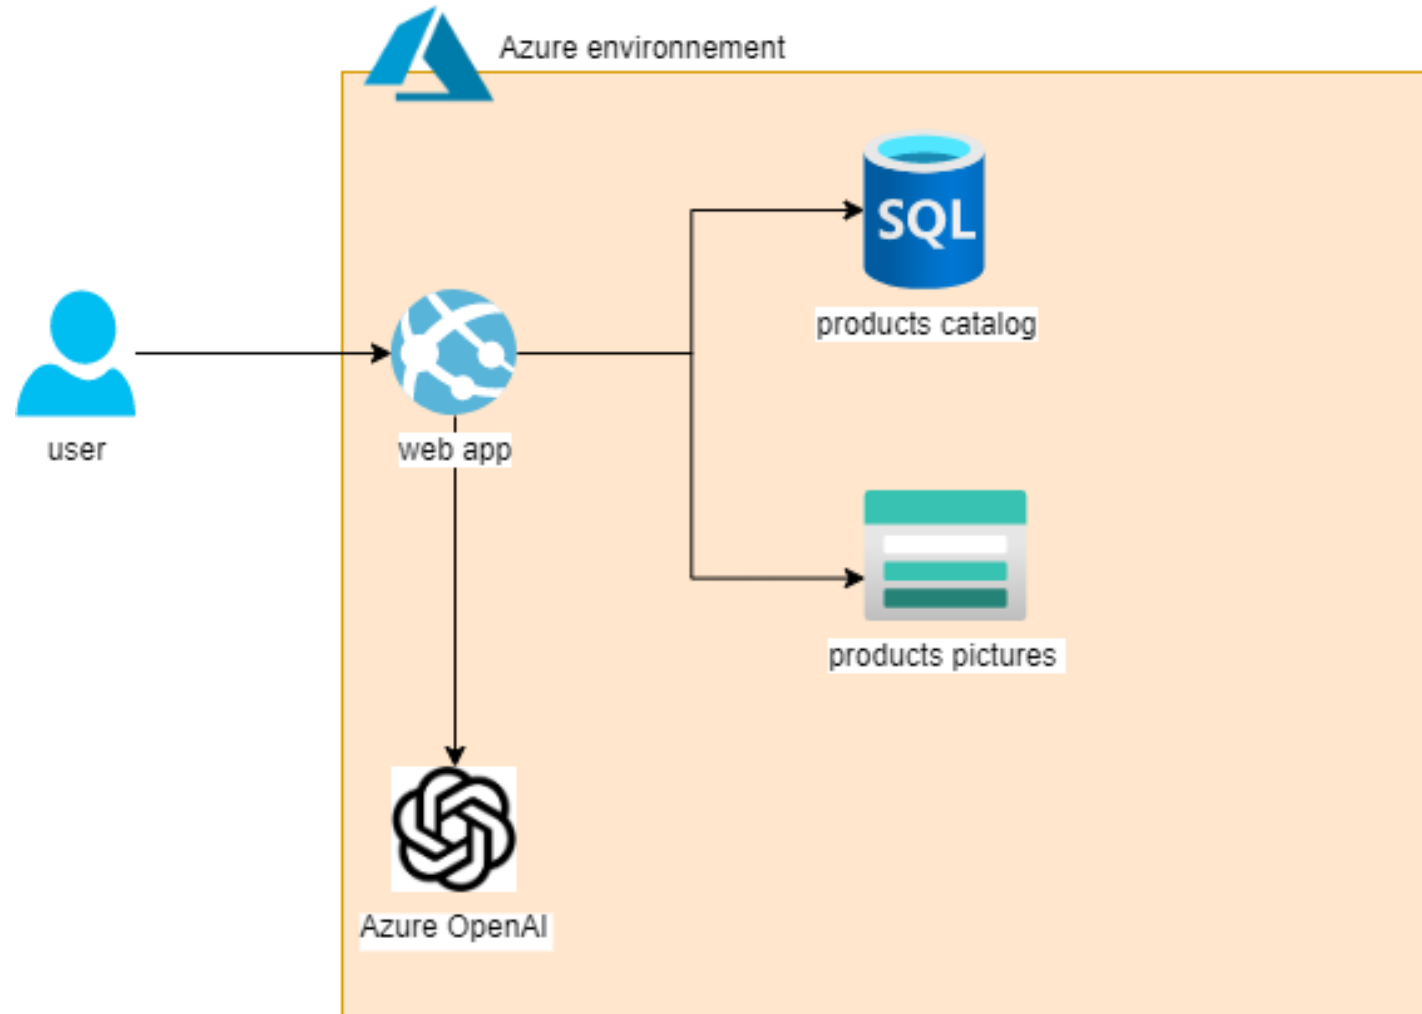 Azure environnement
SQL
products catalog
user
web app
products pictures
Azure OpenAI